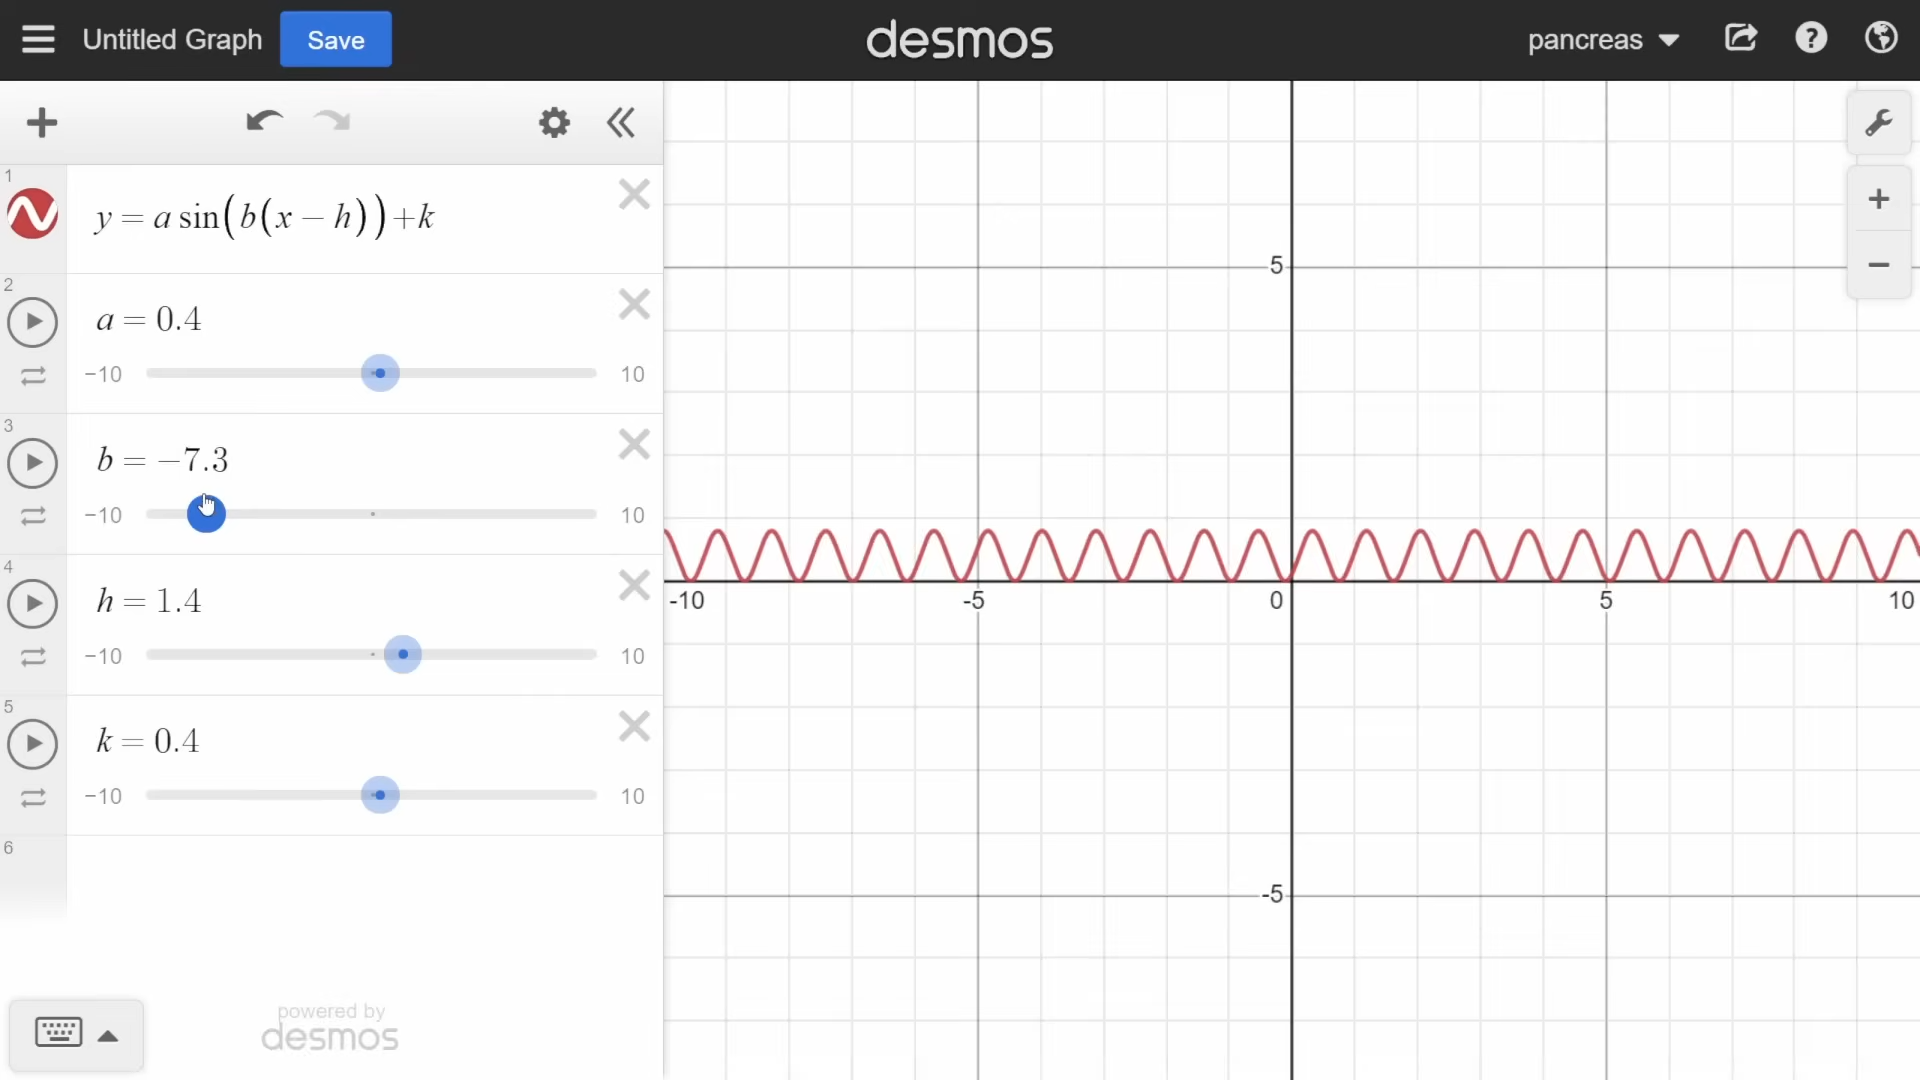 Untitled Graph Save desmos pancreas
1
y = a sin(b(x − h))+k
2
a = 0.4
−10 10
3
b = −7.3
−10 10
4
h = 1.4
−10 10
5
k = 0.4
−10 10
6
powered by
desmos
5
-10 -5 0 5 10
-5